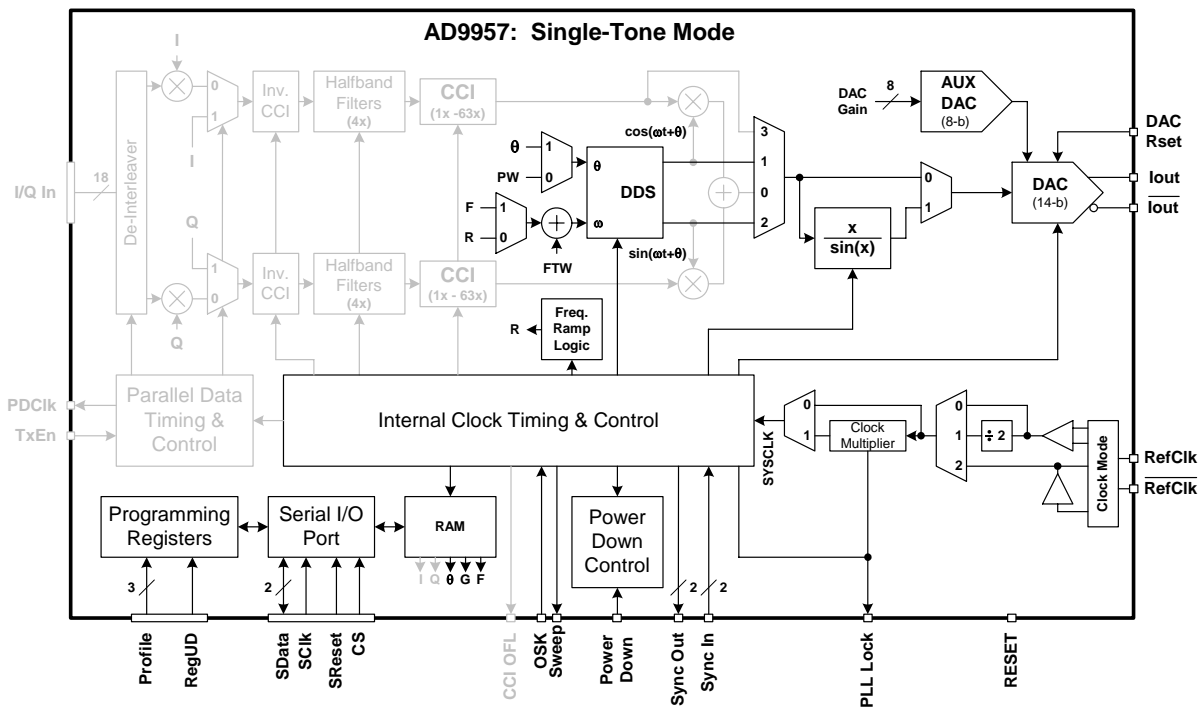 AD9957: Single-Tone Mode
I
0
1
I
Inv.
CCI
Halfband
Filters
(4x)
CCI
(1x -63x)
DAC
Gain
8
AUX
DAC
(8-b)
DAC
Rset
I/Q In
18
De-Interleaver
cos(ωt+θ)
θ
PW
1
0
θ
DDS
ω
F
R
1
0
FTW
3
1
0
2
0
1
DAC
(14-b)
Iout
Iout
x
sin(x)
Q
1
0
Q
Inv.
CCI
Halfband
Filters
(4x)
CCI
(1x - 63x)
sin(ωt+θ)
R
Freq.
Ramp
Logic
PDClk
TxEn
Parallel Data
Timing &
Control
Internal Clock Timing & Control
SYSCLK
0
1
Clock
Multiplier
0
1
2
÷ 2
Clock Mode
RefClk
RefClk
Programming
Registers
Serial I/O
Port
RAM
I
Q
θ
G
F
Power
Down
Control
3
2
2
2
Profile
RegUD
SData
SClk
SReset
CS
CCI OFL
OSK
Sweep
Power
Down
Sync Out
Sync In
PLL Lock
RESET